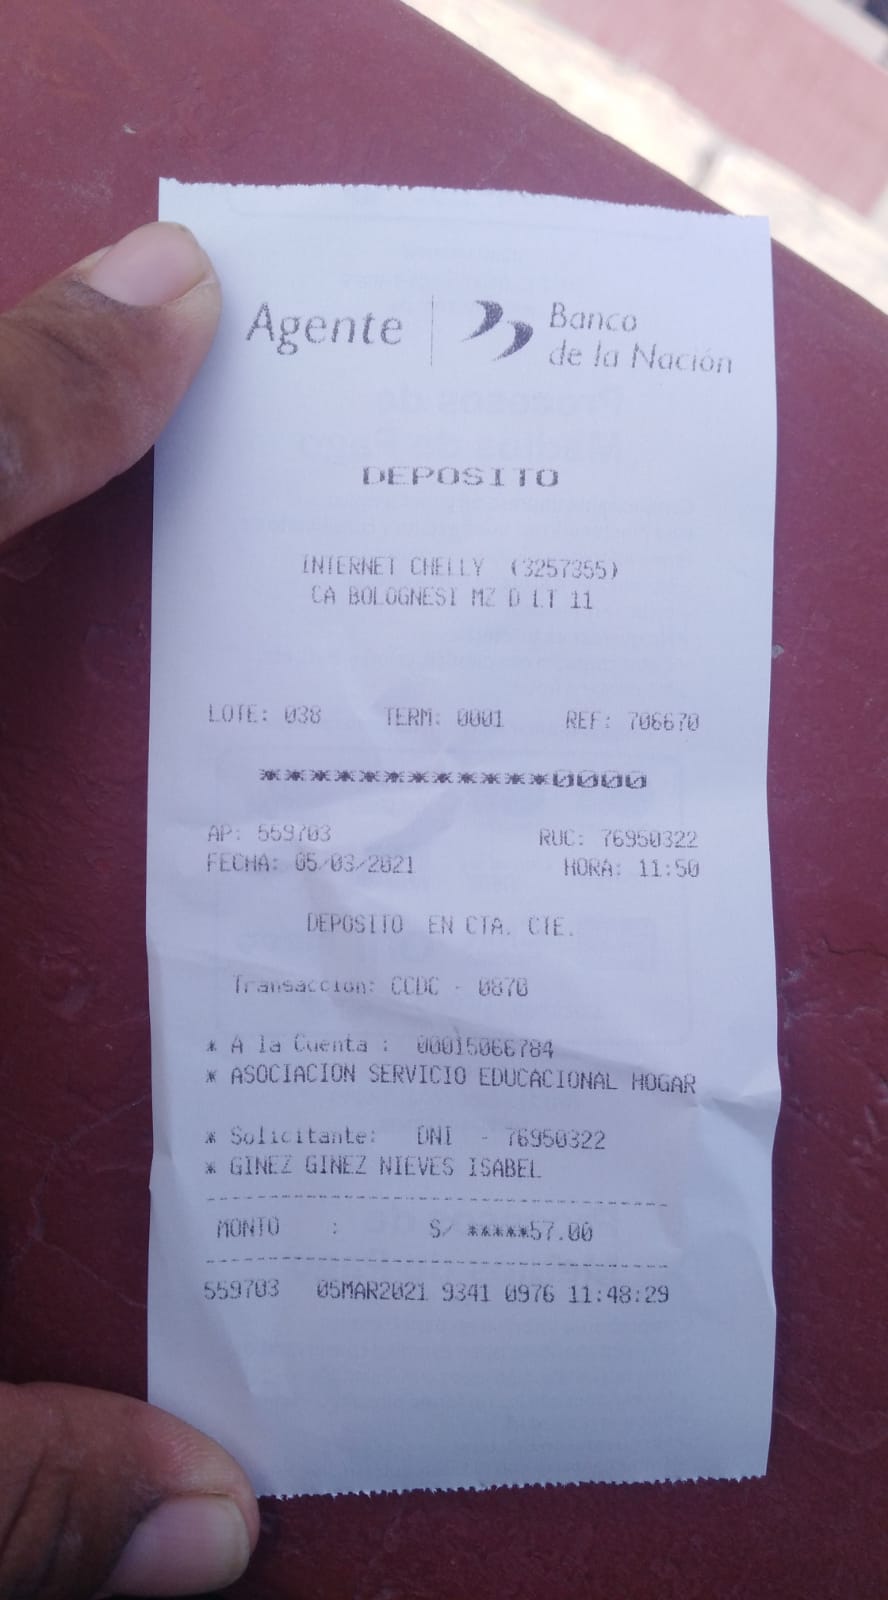 Agente | Banco
de la Nación
DEPOSITO
INTERNET CHELLY (3257355)
CA BOLOGNESI MZ D LT 11
LOTE: 038 TERM: 0001 REF: 706670
************0000
AP: 559703 RUC: 76950322
FECHA: 05/03/2021 HORA: 11:50
DEPOSITO EN CTA. CTE.
Transaccion: CCDC - 0870
* A la Cuenta : 00015066784
* ASOCIACION SERVICIO EDUCACIONAL HOGAR
* Solicitante: DNI - 76950322
* GINEZ GINEZ NIEVES ISABEL
MONTO : S/ *****57.00
559703 05MAR2021 9341 0976 11:48:29